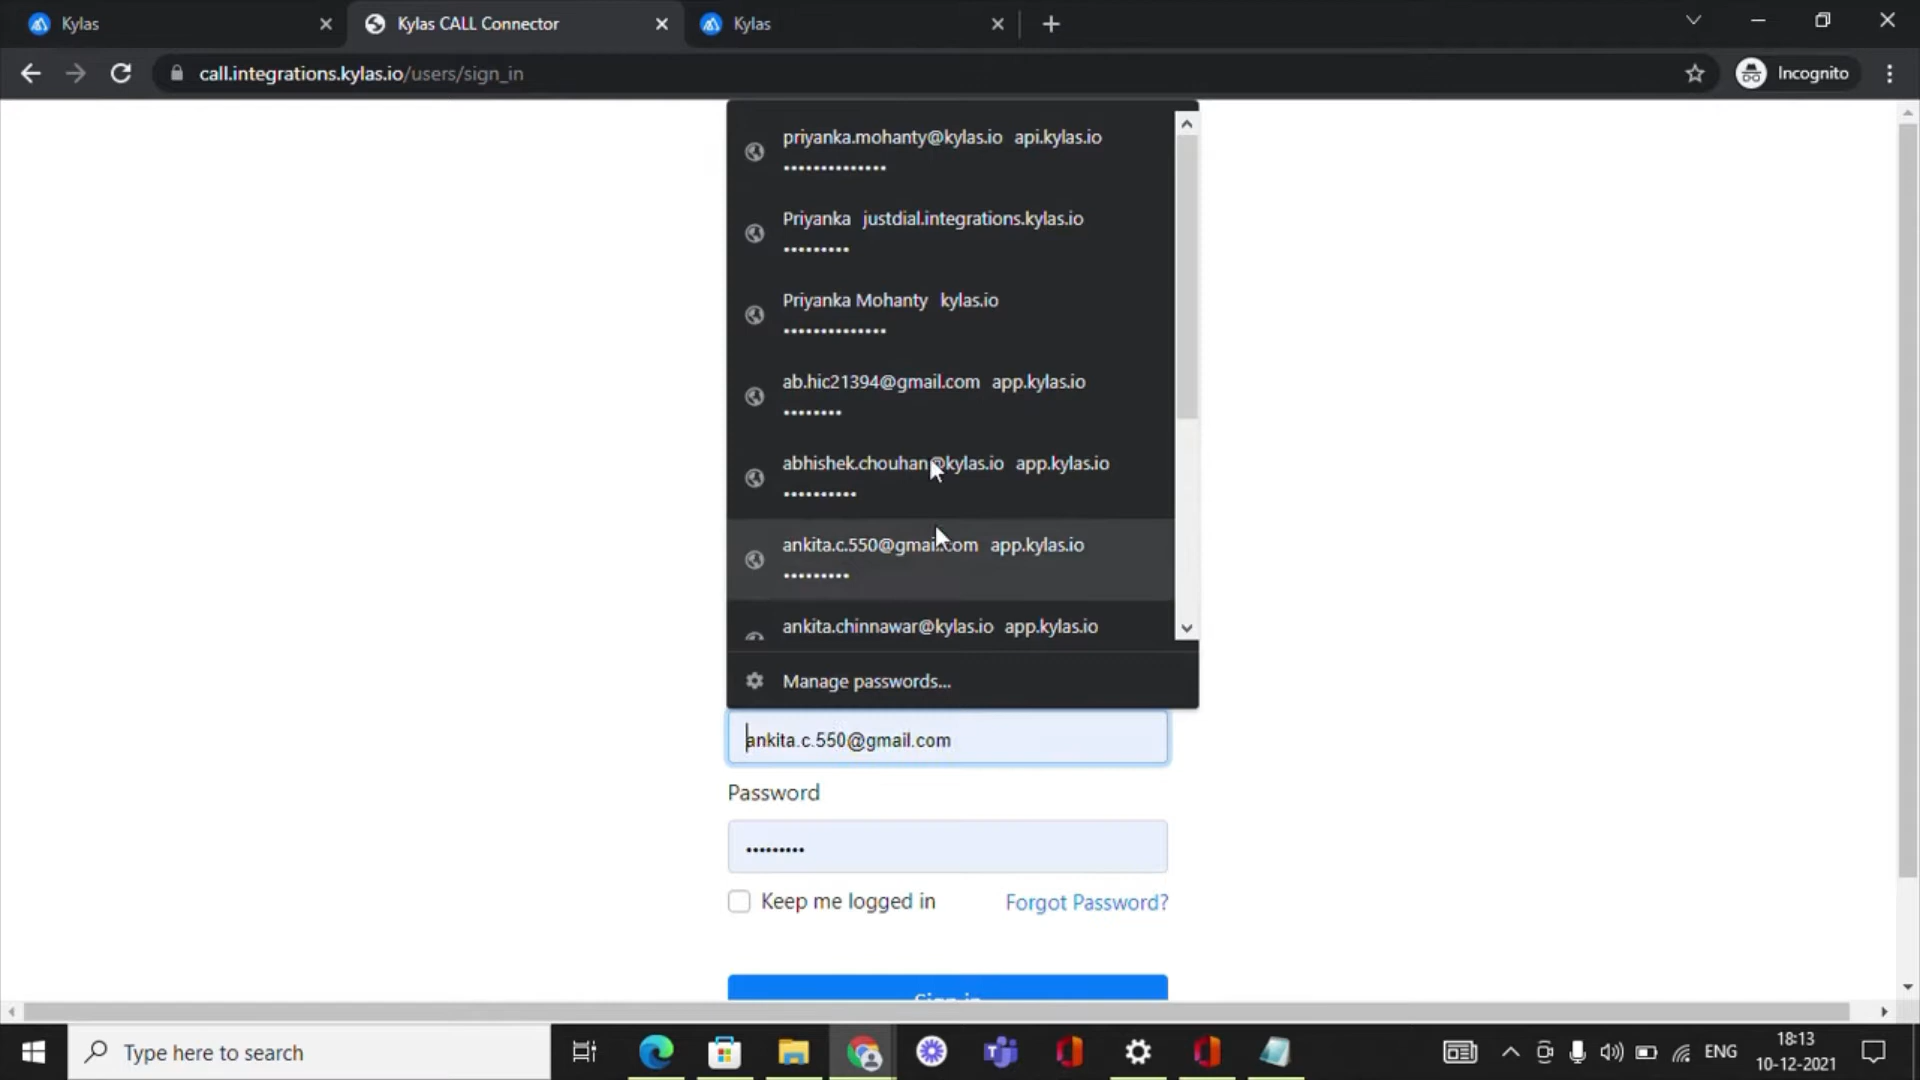 Kylas
Kylas CALL Connector
Kylas
call.integrations.kylas.io/users/sign_in
Incognito
priyanka.mohanty@kylas.io api.kylas.io
••••••••••••••
Priyanka justdial.integrations.kylas.io
•••••••••
Priyanka Mohanty kylas.io
••••••••••••••
ab.hic21394@gmail.com app.kylas.io
••••••••
abhishek.chouhan@kylas.io app.kylas.io
••••••••••
ankita.c.550@gmail.com app.kylas.io
•••••••••
ankita.chinnawar@kylas.io app.kylas.io
Manage passwords...
ankita.c.550@gmail.com
Password
•••••••••
Keep me logged in
Forgot Password?
Sign in
Type here to search
ENG
18:13
10-12-2021